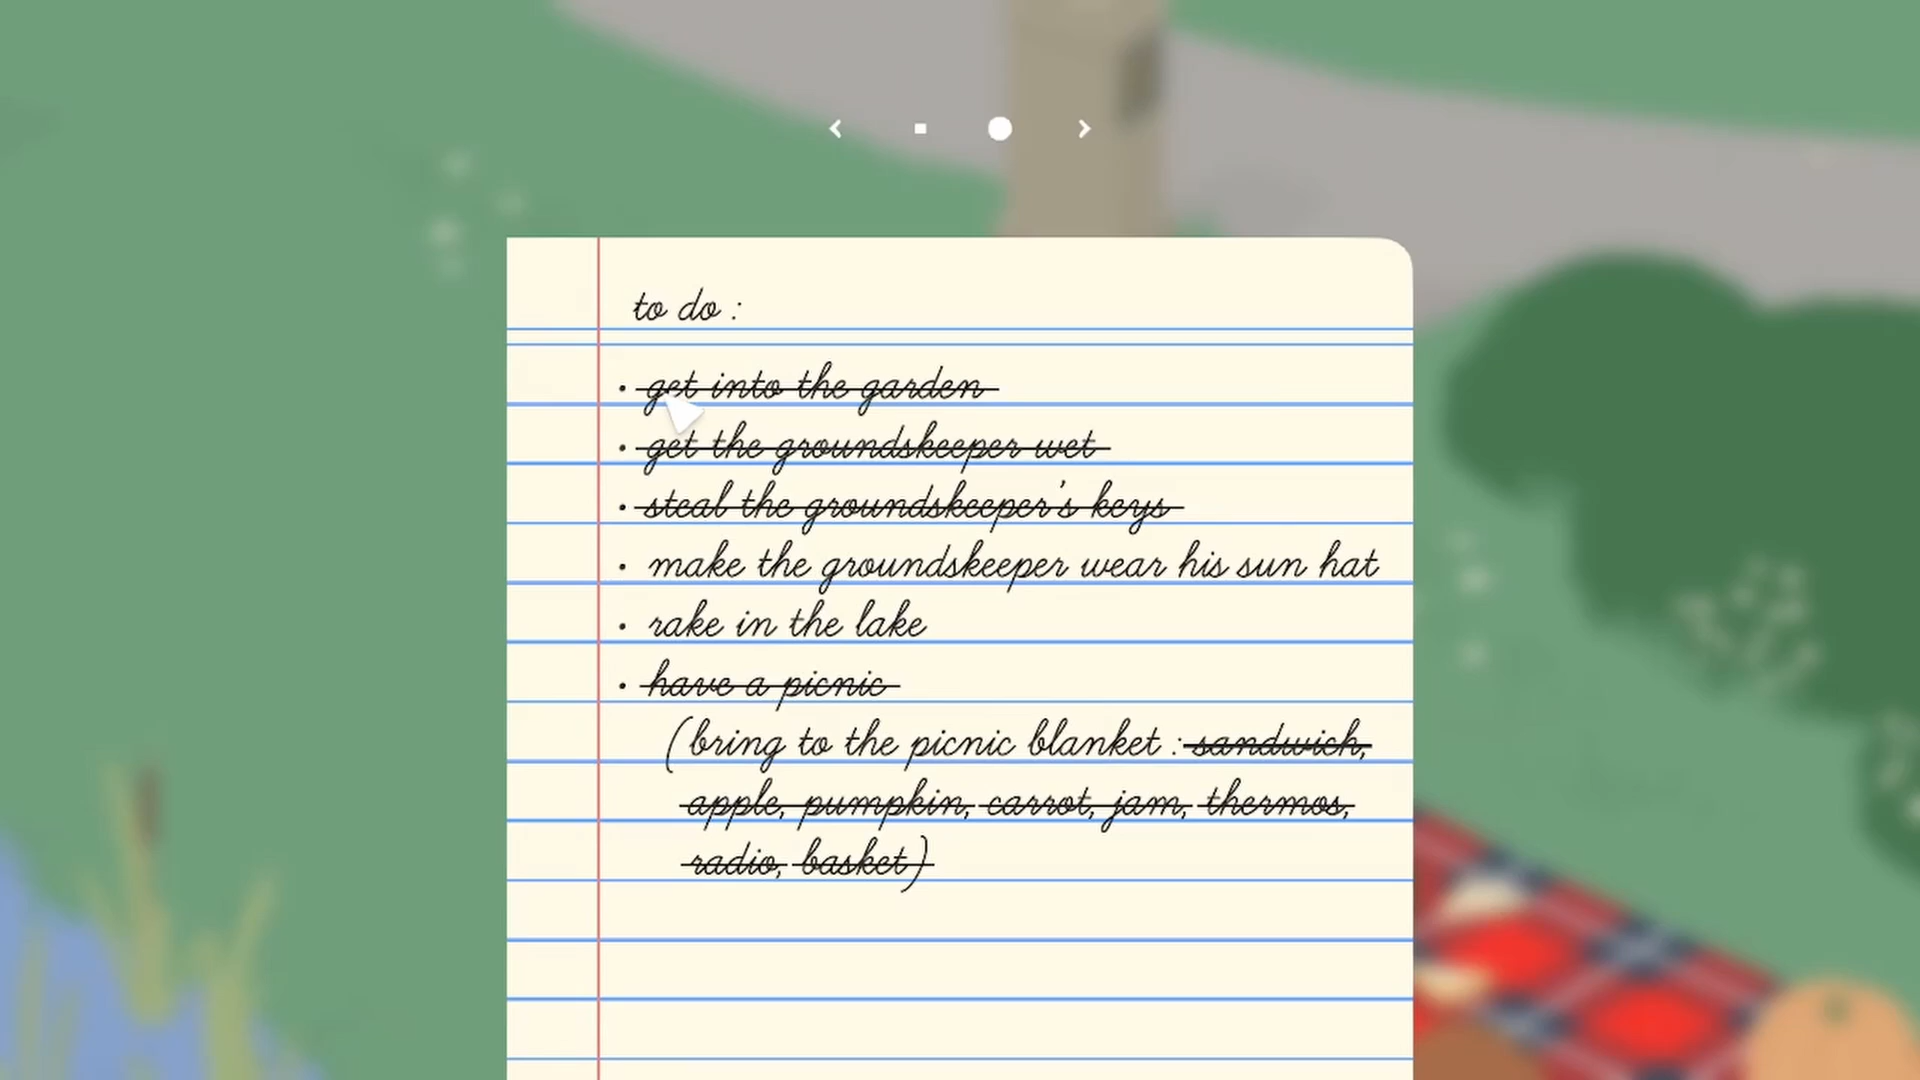 to do :
• get into the garden
• get the groundskeeper wet
• steal the groundskeeper's keys
• make the groundskeeper wear his sun hat
• rake in the lake
• have a picnic
(bring to the picnic blanket : sandwich,
apple, pumpkin, carrot, jam, thermos,
radio, basket)